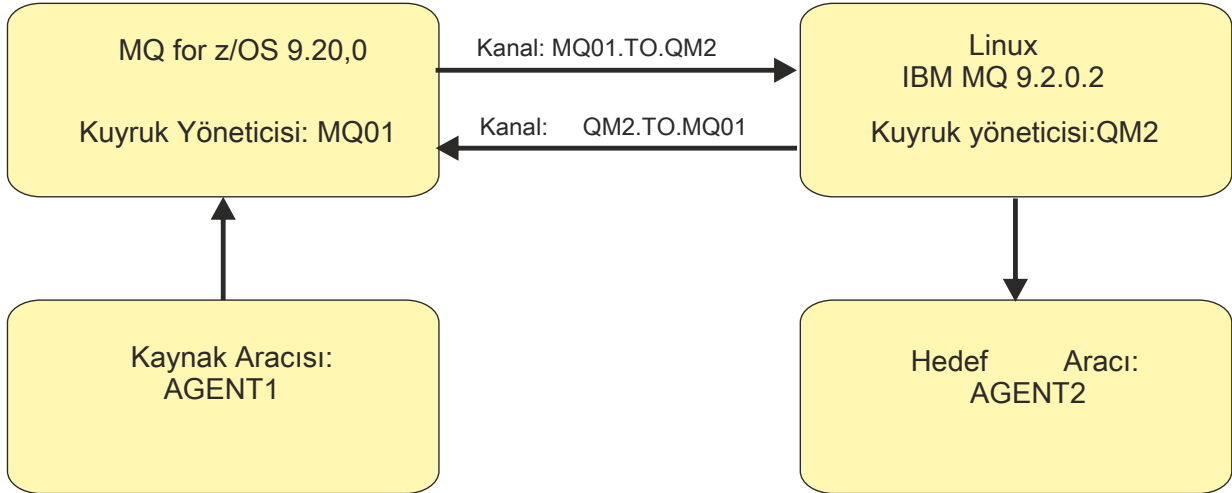 MQ for z/OS 9.20,0
Kuyruk Yöneticisi: MQ01
Kanal: MQ01.TO.QM2
Kanal: QM2.TO.MQ01
Linux
IBM MQ 9.2.0.2
Kuyruk yöneticisi:QM2
Kaynak Aracısı:
AGENT1
Hedef Aracı:
AGENT2